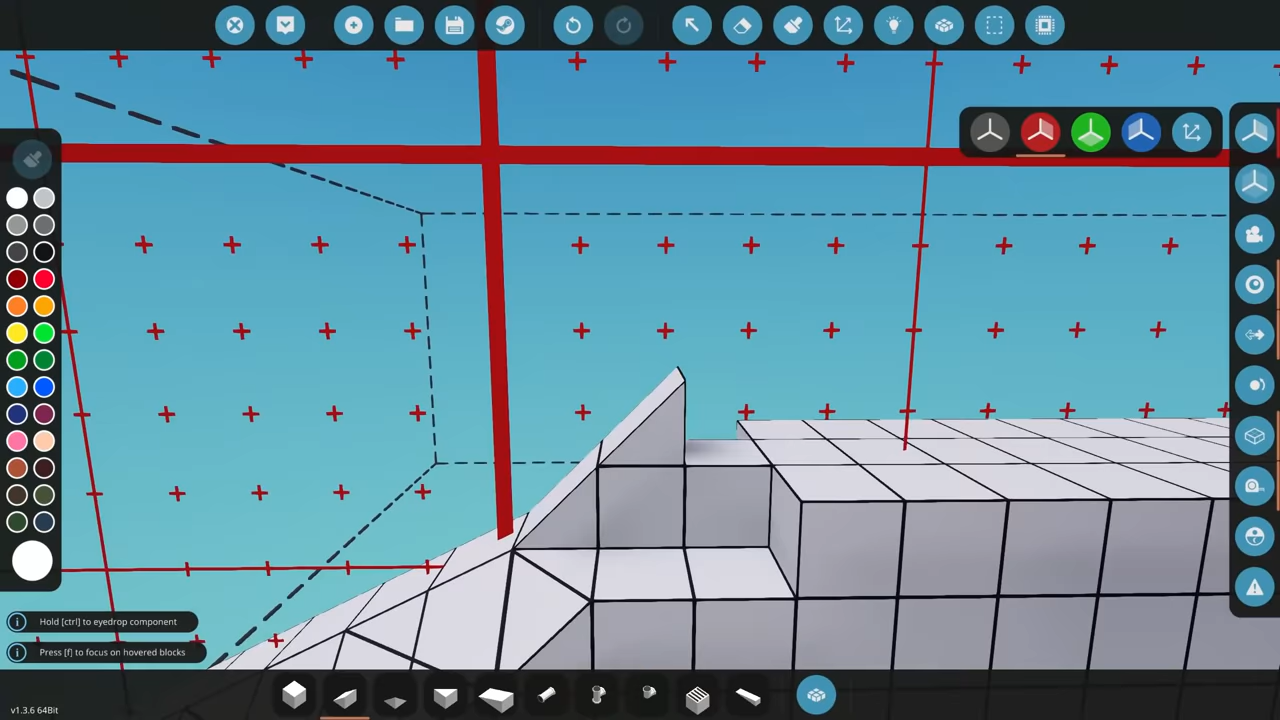 Hold [ctrl] to eyedrop component
Press [f] to focus on hovered blocks
v1.3.6 64Bit